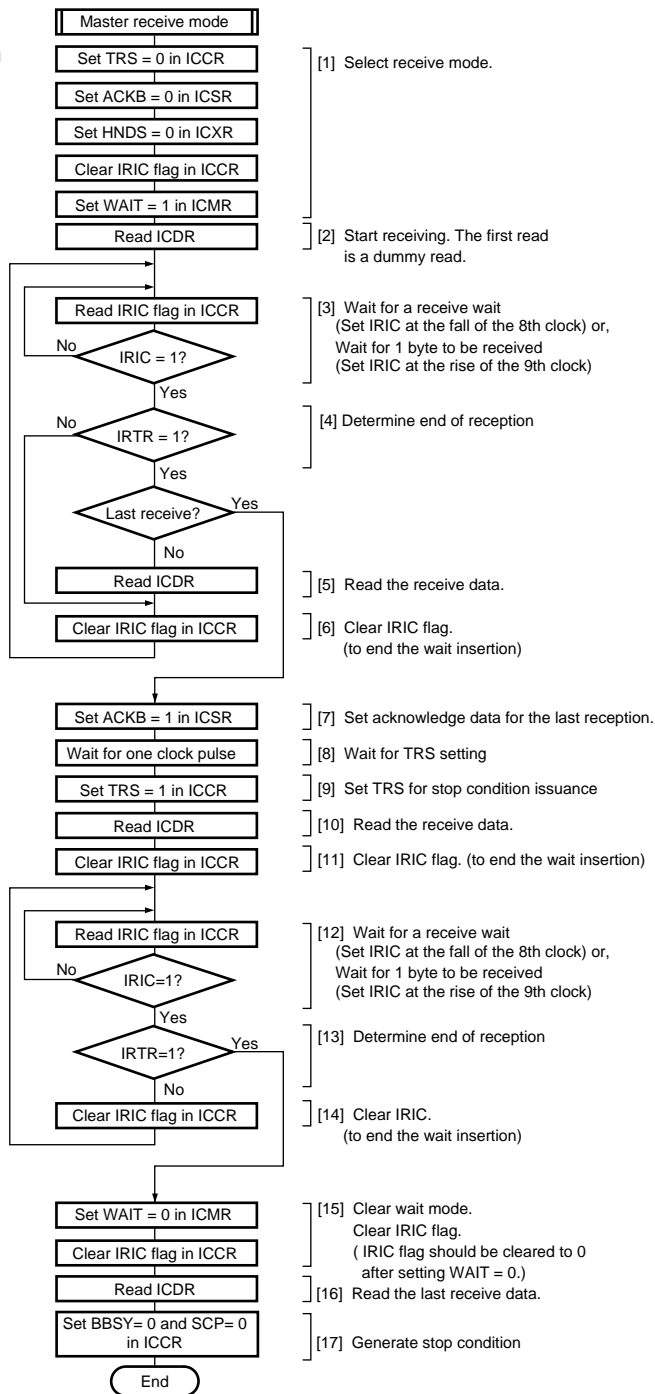 Master receive mode
Set TRS = 0 in ICCR
[1] Select receive mode.
Set ACKB = 0 in ICSR
Set HNDS = 0 in ICXR
Clear IRIC flag in ICCR
Set WAIT = 1 in ICMR
Read ICDR
[2] Start receiving. The first read
is a dummy read.
Read IRIC flag in ICCR
[3] Wait for a receive wait
(Set IRIC at the fall of the 8th clock) or,
Wait for 1 byte to be received
(Set IRIC at the rise of the 9th clock)
No
IRIC = 1?
Yes
No
IRTR = 1?
[4] Determine end of reception
Yes
Last receive?
Yes
No
Read ICDR
[5] Read the receive data.
Clear IRIC flag in ICCR
[6] Clear IRIC flag.
(to end the wait insertion)
Set ACKB = 1 in ICSR
[7] Set acknowledge data for the last reception.
Wait for one clock pulse
[8] Wait for TRS setting
Set TRS = 1 in ICCR
[9] Set TRS for stop condition issuance
Read ICDR
[10] Read the receive data.
Clear IRIC flag in ICCR
[11] Clear IRIC flag. (to end the wait insertion)
Read IRIC flag in ICCR
[12] Wait for a receive wait
(Set IRIC at the fall of the 8th clock) or,
Wait for 1 byte to be received
(Set IRIC at the rise of the 9th clock)
No
IRIC=1?
Yes
IRTR=1?
Yes
[13] Determine end of reception
No
Clear IRIC flag in ICCR
[14] Clear IRIC.
(to end the wait insertion)
Set WAIT = 0 in ICMR
[15] Clear wait mode.
Clear IRIC flag.
( IRIC flag should be cleared to 0
after setting WAIT = 0.)
Clear IRIC flag in ICCR
Read ICDR
[16] Read the last receive data.
Set BBSY= 0 and SCP= 0
in ICCR
[17] Generate stop condition
End